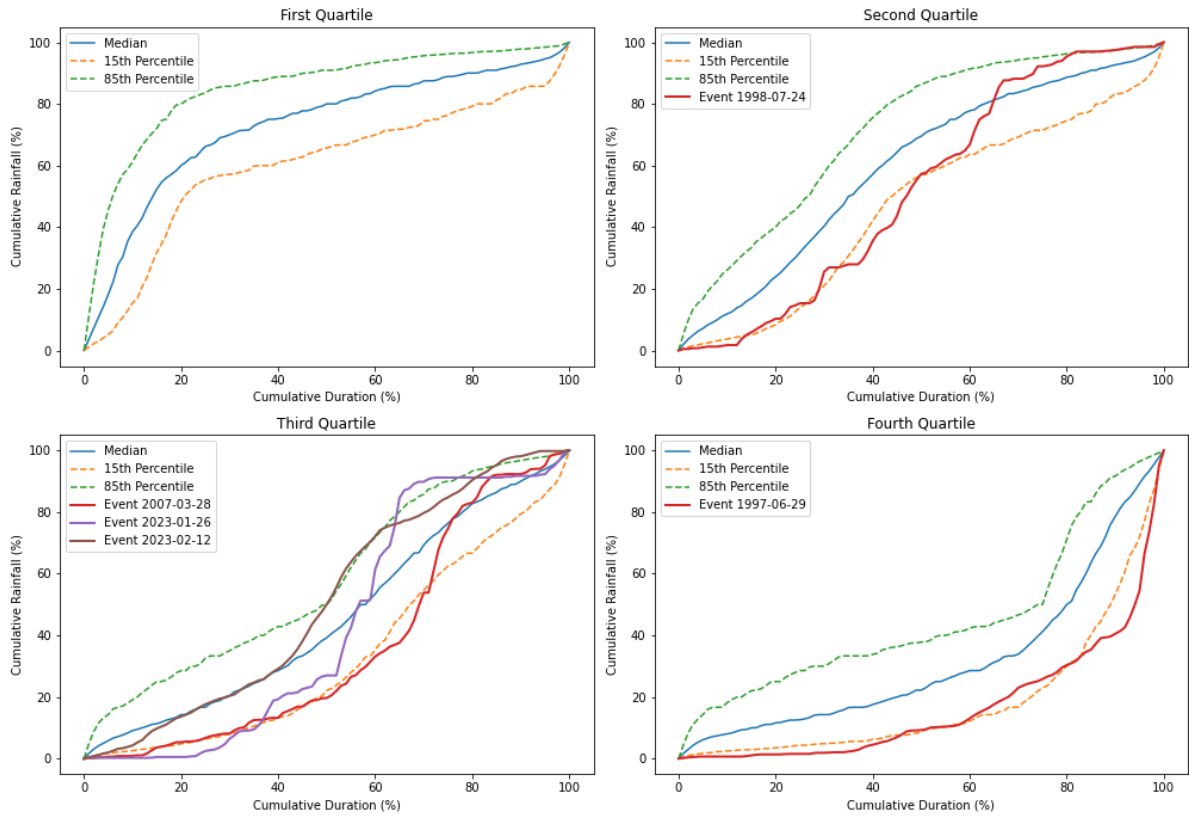 First Quartile
Median
15th Percentile
85th Percentile
100
80
60
40
20
0
Cumulative Rainfall (%)
0 20 40 60 80 100
Cumulative Duration (%)
Second Quartile
Median
15th Percentile
85th Percentile
Event 1998-07-24
100
80
60
40
20
0
Cumulative Rainfall (%)
0 20 40 60 80 100
Cumulative Duration (%)
Third Quartile
Median
15th Percentile
85th Percentile
Event 2007-03-28
Event 2023-01-26
Event 2023-02-12
100
80
60
40
20
0
Cumulative Rainfall (%)
0 20 40 60 80 100
Cumulative Duration (%)
Fourth Quartile
Median
15th Percentile
85th Percentile
Event 1997-06-29
100
80
60
40
20
0
Cumulative Rainfall (%)
0 20 40 60 80 100
Cumulative Duration (%)